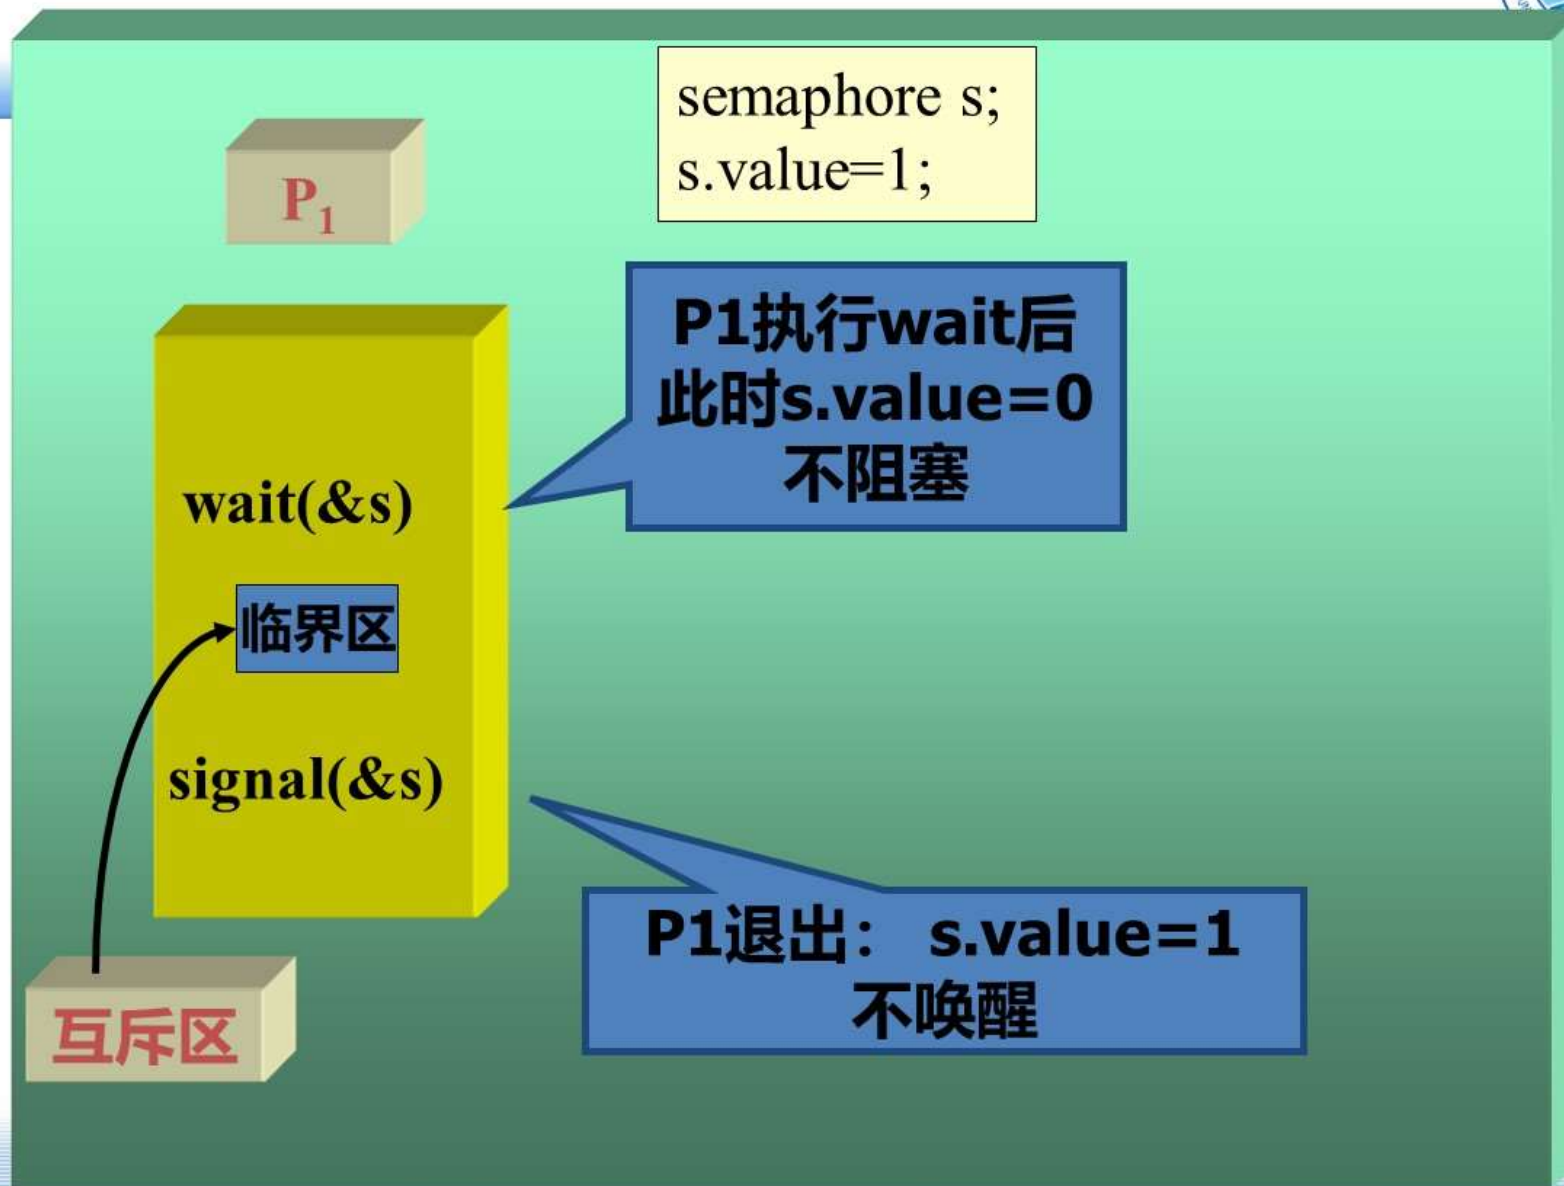 semaphore s;
s.value=1;
P1
P1执行wait后
此时s.value=0
不阻塞
wait(&s)
临界区
signal(&s)
P1退出： s.value=1
不唤醒
互斥区